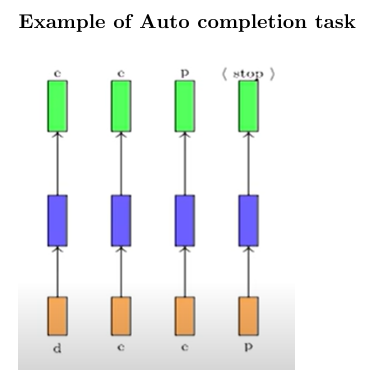 Example of Auto completion task
e e p ⟨ stop ⟩
d e e p